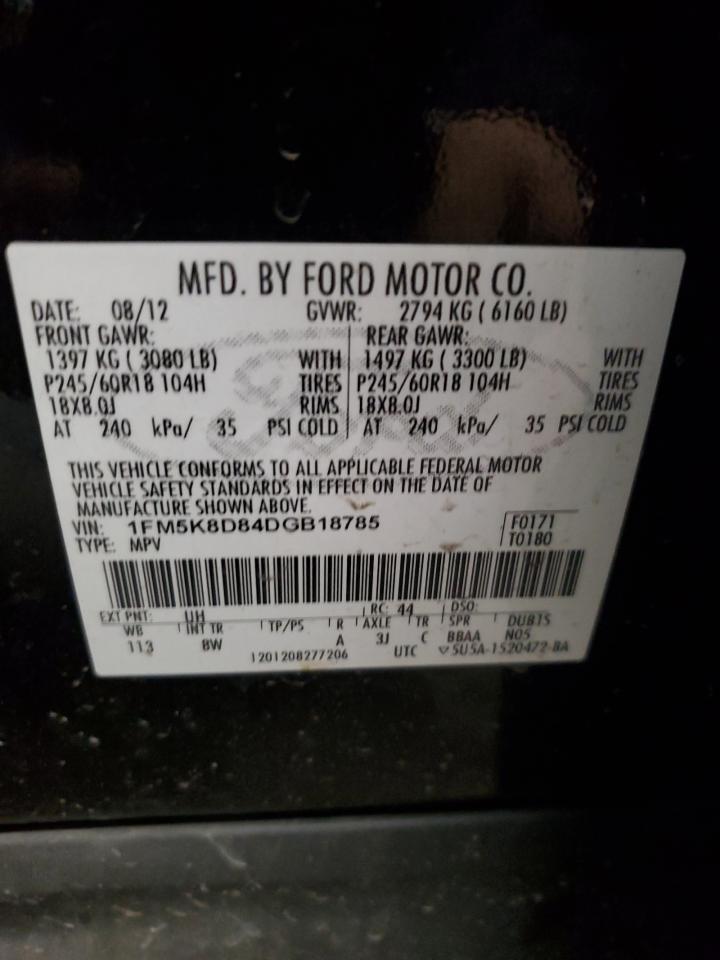 MFD. BY FORD MOTOR CO.
DATE: 08/12 GVWR: 2794 KG ( 6160 LB)
FRONT GAWR: REAR GAWR:
1397 KG ( 3080 LB) WITH 1497 KG ( 3300 LB) WITH
P245/60R18 104H TIRES P245/60R18 104H TIRES
18X8.0J RIMS 18X8.0J RIMS
AT 240 kPa/ 35 PSI COLD AT 240 kPa/ 35 PSI COLD
THIS VEHICLE CONFORMS TO ALL APPLICABLE FEDERAL MOTOR
VEHICLE SAFETY STANDARDS IN EFFECT ON THE DATE OF
MANUFACTURE SHOWN ABOVE.
VIN: 1FM5K8D84DGB18785 F0171
TYPE: MPV T0180
EXT PNT: UH RC: 44 DSO:
WB INT TR TP/PS R AXLE TR SPR DUB15
113 8W A 3J C BBAA N05
1201208277206 UTC 5U5A-1520472-BA